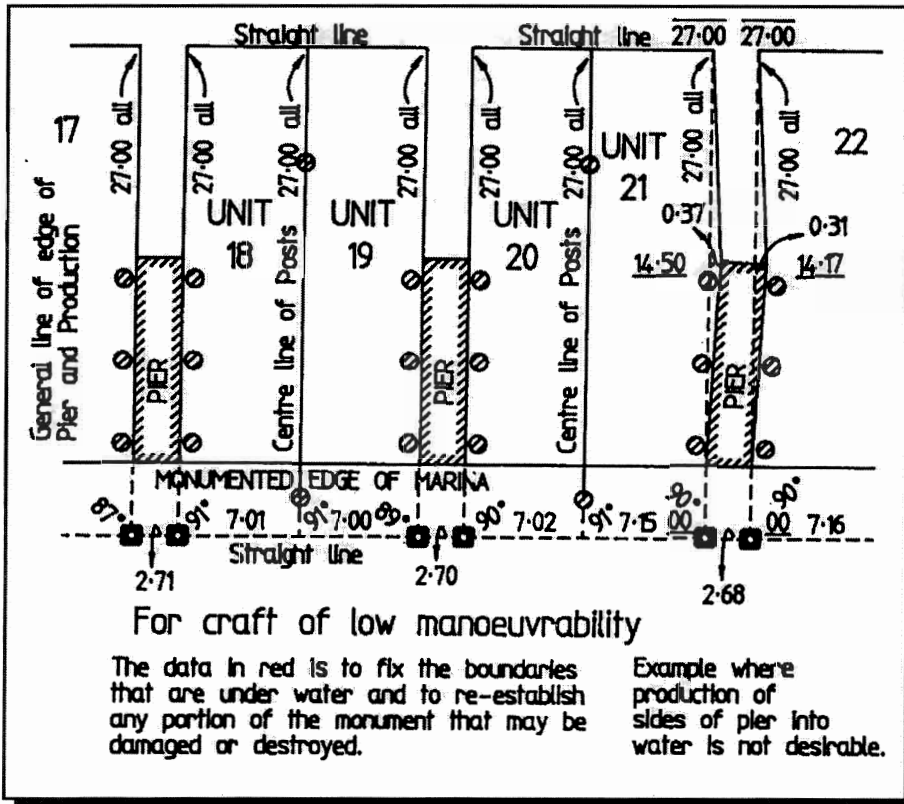 Straight line
Straight line
27·00
27·00
17
27·00 all
27·00 all
27·00 all
27·00 all
27·00 all
27·00 all
27·00 all
27·00 all
22
General line of edge of
Pier and Production
UNIT
18
Centre line of Posts
UNIT
19
UNIT
20
Centre line of Posts
UNIT
21
0·37
0·31
14·50
14·17
PIER
PIER
PIER
MONUMENTED EDGE OF MARINA
87°
91°
7·01
91°
7·00
89°
90°
7·02
91°
7·15
90°
00
90°
00
7·16
Straight line
2·71
2·70
2·68
For craft of low manoeuvrability
The data in red is to fix the boundaries
that are under water and to re-establish
any portion of the monument that may be
damaged or destroyed.
Example where
production of
sides of pier into
water is not desirable.